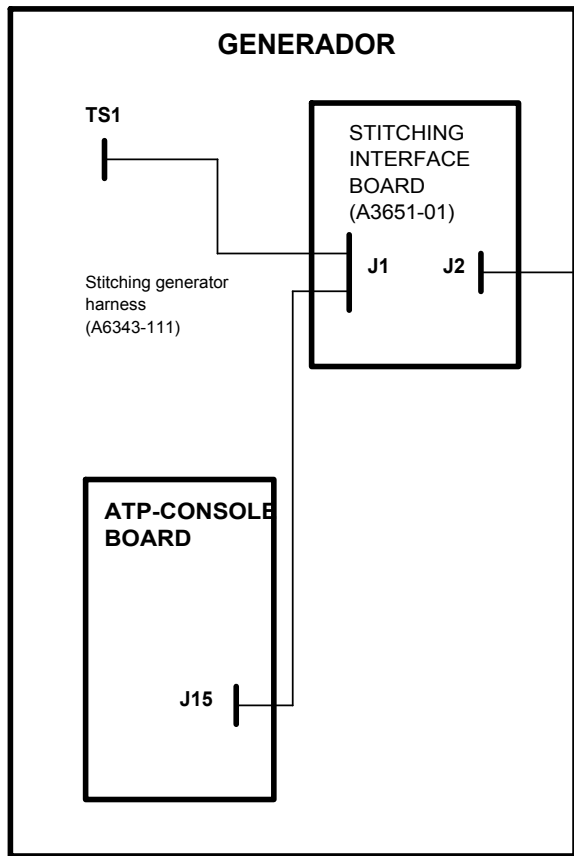 GENERADOR
TS1
STITCHING
INTERFACE
BOARD
(A3651-01)
J1
J2
Stitching generator
harness
(A6343-111)
ATP-CONSOLE
BOARD
J15